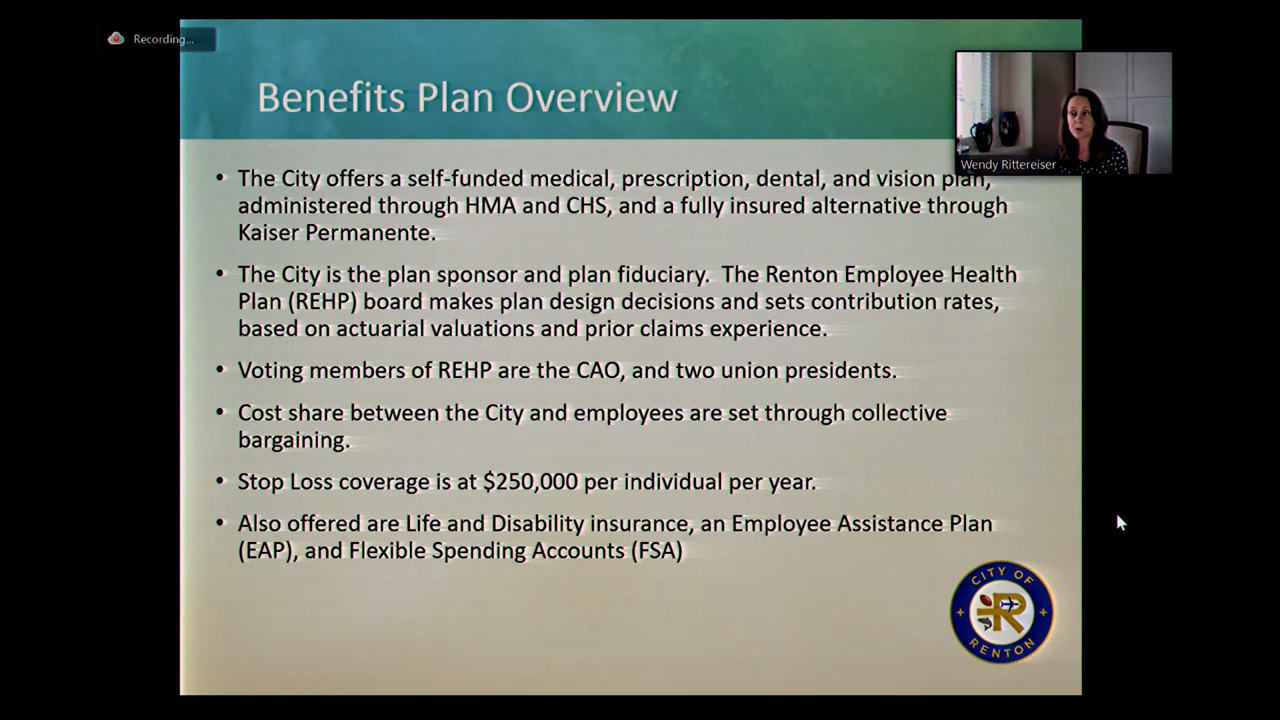 Recording...
Benefits Plan Overview
Wendy Rittereiser
• The City offers a self-funded medical, prescription, dental, and vision plan,
administered through HMA and CHS, and a fully insured alternative through
Kaiser Permanente.
• The City is the plan sponsor and plan fiduciary. The Renton Employee Health
Plan (REHP) board makes plan design decisions and sets contribution rates,
based on actuarial valuations and prior claims experience.
• Voting members of REHP are the CAO, and two union presidents.
• Cost share between the City and employees are set through collective
bargaining.
• Stop Loss coverage is at $250,000 per individual per year.
• Also offered are Life and Disability insurance, an Employee Assistance Plan
(EAP), and Flexible Spending Accounts (FSA)
CITY OF
R
RENTON